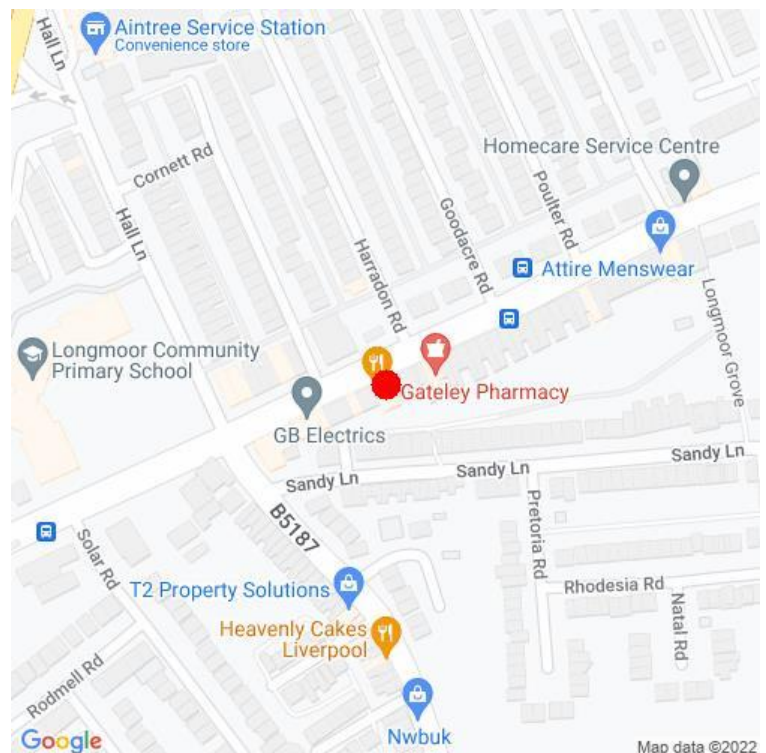 Hall Ln
Aintree Service Station
Convenience store
Cornett Rd
Homecare Service Centre
Poulter Rd
Goodacre Rd
Hall Ln
Harradon Rd
Attire Menswear
Longmoor Grove
Longmoor Community
Primary School
Gateley Pharmacy
GB Electrics
Sandy Ln
Sandy Ln
Sandy Ln
B5187
Pretoria Rd
Solar Rd
T2 Property Solutions
Rhodesia Rd
Natal Rd
Heavenly Cakes
Liverpool
Rodmell Rd
Nwbuk
Google
Map data ©2022